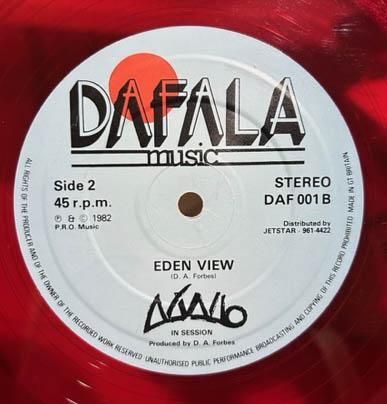 DAFALA
music
Side 2
45 r.p.m.
℗ & © 1982
P.R.O. Music
STEREO
DAF 001 B
Distributed by
JETSTAR - 961-4422
EDEN VIEW
(D. A. Forbes)
IN SESSION
Produced by D. A. Forbes
ALL RIGHTS OF THE PRODUCER AND OF THE OWNER OF THE RECORDED WORK RESERVED UNAUTHORISED PUBLIC PERFORMANCE BROADCASTING AND COPYING OF THIS RECORD PROHIBITED MADE IN GT BRITAIN